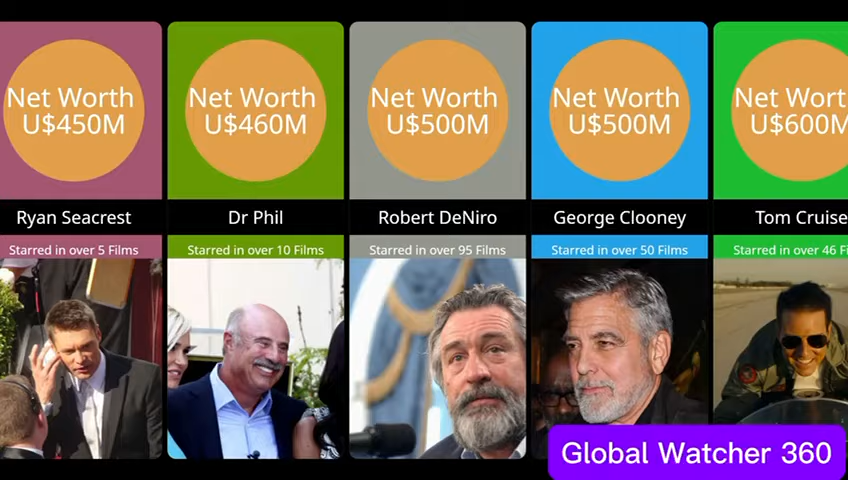 Net Worth
U$450M
Ryan Seacrest
Starred in over 5 Films
Net Worth
U$460M
Dr Phil
Starred in over 10 Films
Net Worth
U$500M
Robert DeNiro
Starred in over 95 Films
Net Worth
U$500M
George Clooney
Starred in over 50 Films
Net Wort
U$600M
Tom Cruise
Starred in over 46 Fi
Global Watcher 360